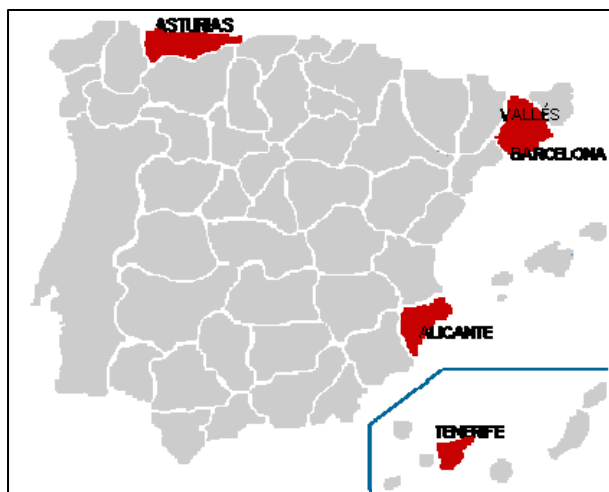 ASTURIAS
VALLÉS
BARCELONA
ALICANTE
TENERIFE